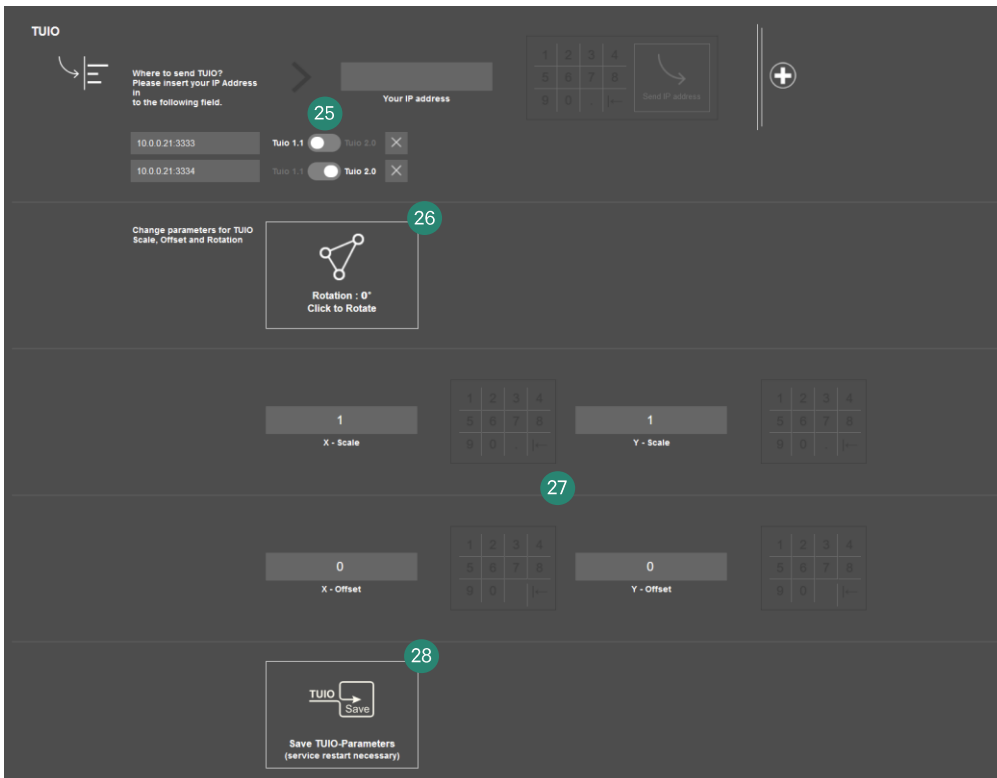 TUIO
Where to send TUIO?
Please insert your IP Address
in
to the following field.
Your IP address
1 2 3 4
5 6 7 8
9 0 |←
Send IP address
25
10.0.0.21:3333
Tuio 1.1 Tuio 2.0
10.0.0.21:3334
Tuio 1.1 Tuio 2.0
Change parameters for TUIO
Scale, Offset and Rotation
26
Rotation : 0°
Click to Rotate
1
X - Scale
1 2 3 4
5 6 7 8
9 0 |←
1
Y - Scale
1 2 3 4
5 6 7 8
9 0 |←
27
0
X - Offset
1 2 3 4
5 6 7 8
9 0 |←
0
Y - Offset
1 2 3 4
5 6 7 8
9 0 |←
28
TUIO
Save
Save TUIO-Parameters
(service restart necessary)